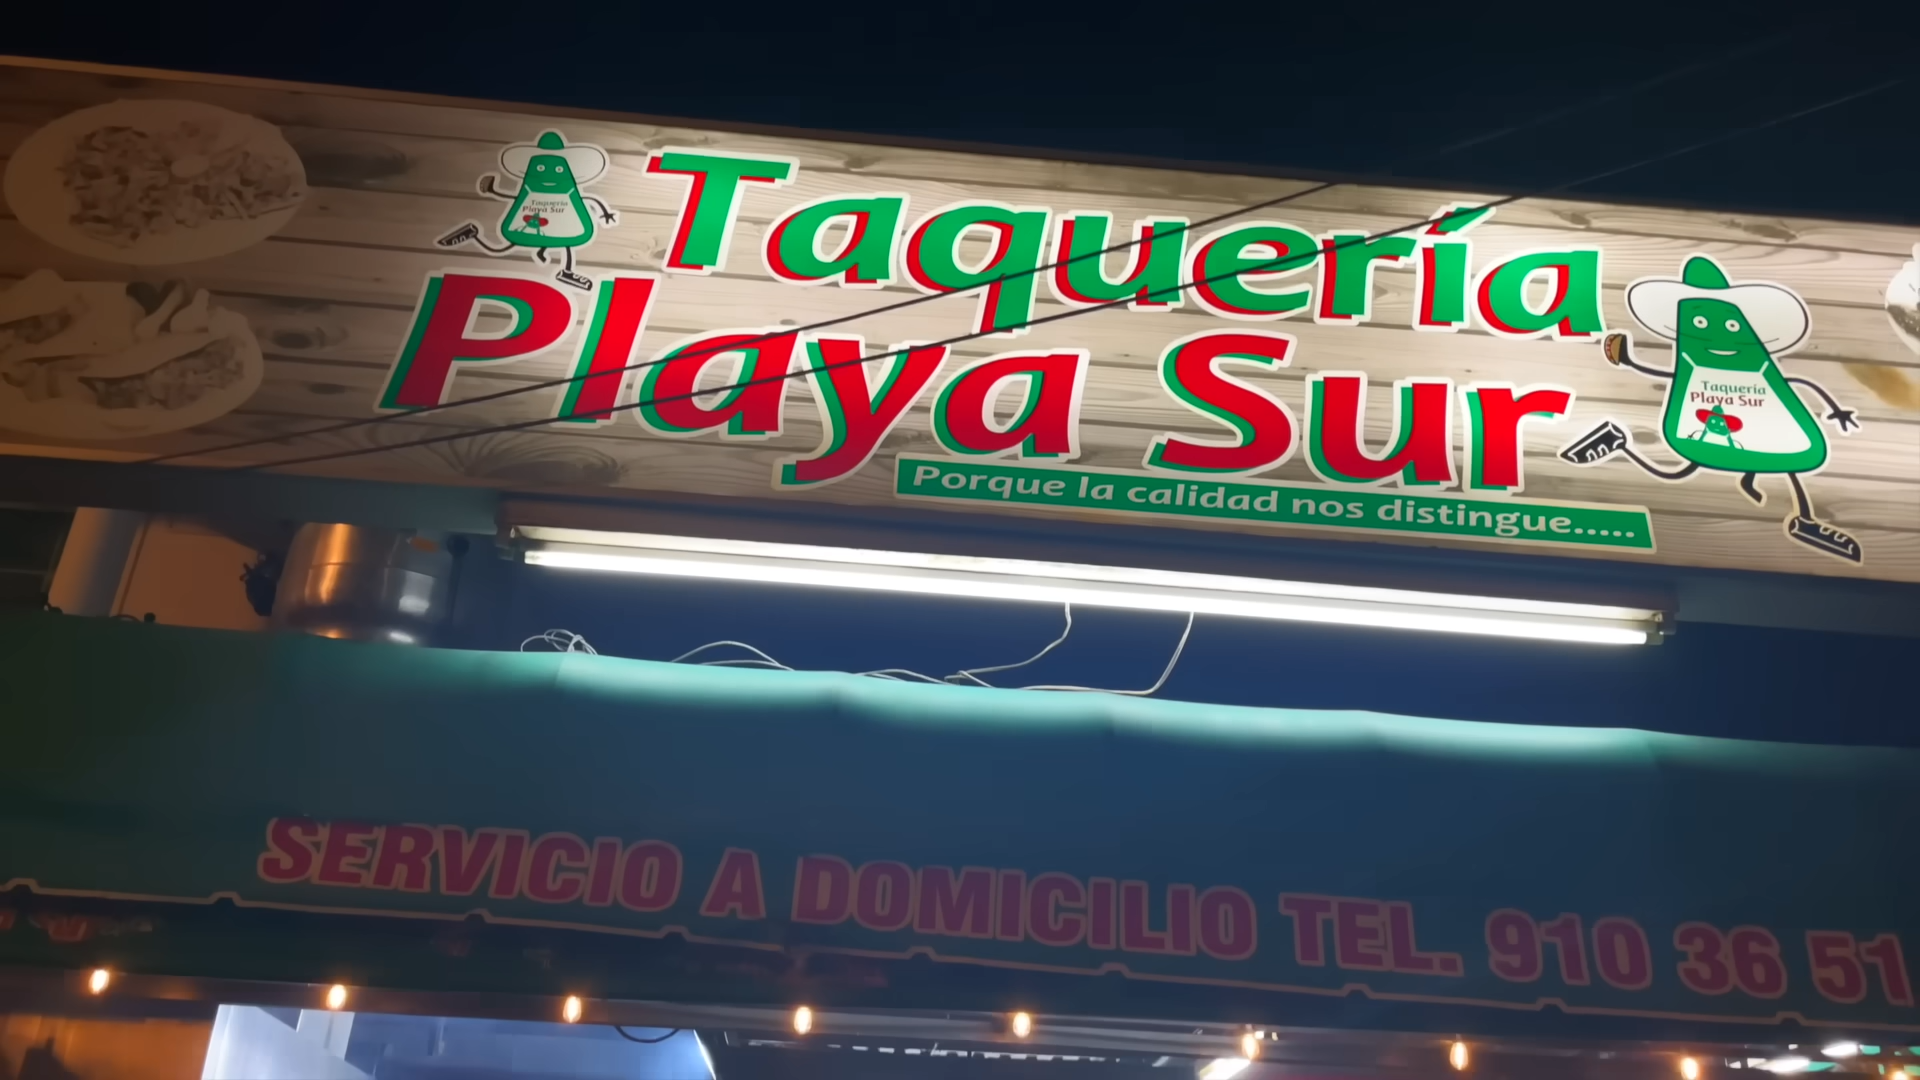 Taquería
Playa Sur
Porque la calidad nos distingue.....
Taquería
Playa Sur
Taquería
Playa Sur
SERVICIO A DOMICILIO TEL. 910 36 51